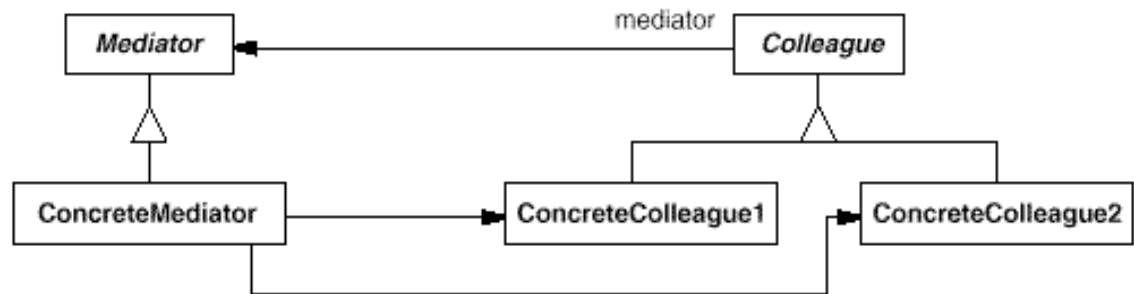 mediator
Mediator
Colleague
ConcreteMediator
ConcreteColleague1
ConcreteColleague2